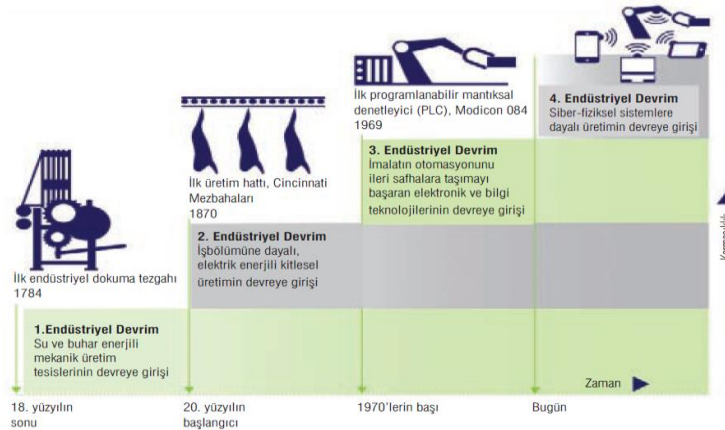 İlk endüstriyel dokuma tezgahı
1784
1.Endüstriyel Devrim
Su ve buhar enerjili
mekanik üretim
tesislerinin devreye girişi
İlk üretim hattı, Cincinnati
Mezbahaları
1870
2. Endüstriyel Devrim
İşbölümüne dayalı,
elektrik enerjili kitlesel
üretimin devreye girişi
İlk programlanabilir mantıksal
denetleyici (PLC), Modicon 084
1969
3. Endüstriyel Devrim
İmalatın otomasyonunu
ileri safhalara taşımayı
başaran elektronik ve bilgi
teknolojilerinin devreye girişi
4. Endüstriyel Devrim
Siber-fiziksel sistemlere
dayalı üretimin devreye girişi
Zaman
18. yüzyılın
sonu
20. yüzyılın
başlangıcı
1970'lerin başı
Bugün